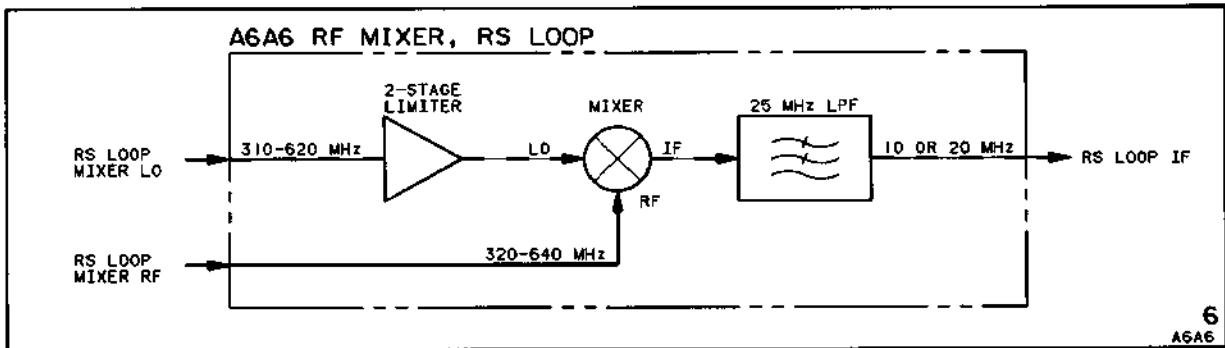 A6A6 RF MIXER, RS LOOP
2-STAGE
LIMITER
MIXER
25 MHz LPF
RS LOOP
MIXER LO
310-620 MHz
LO
IF
10 OR 20 MHz
RS LOOP IF
RF
RS LOOP
MIXER RF
320-640 MHz
6
A6A6